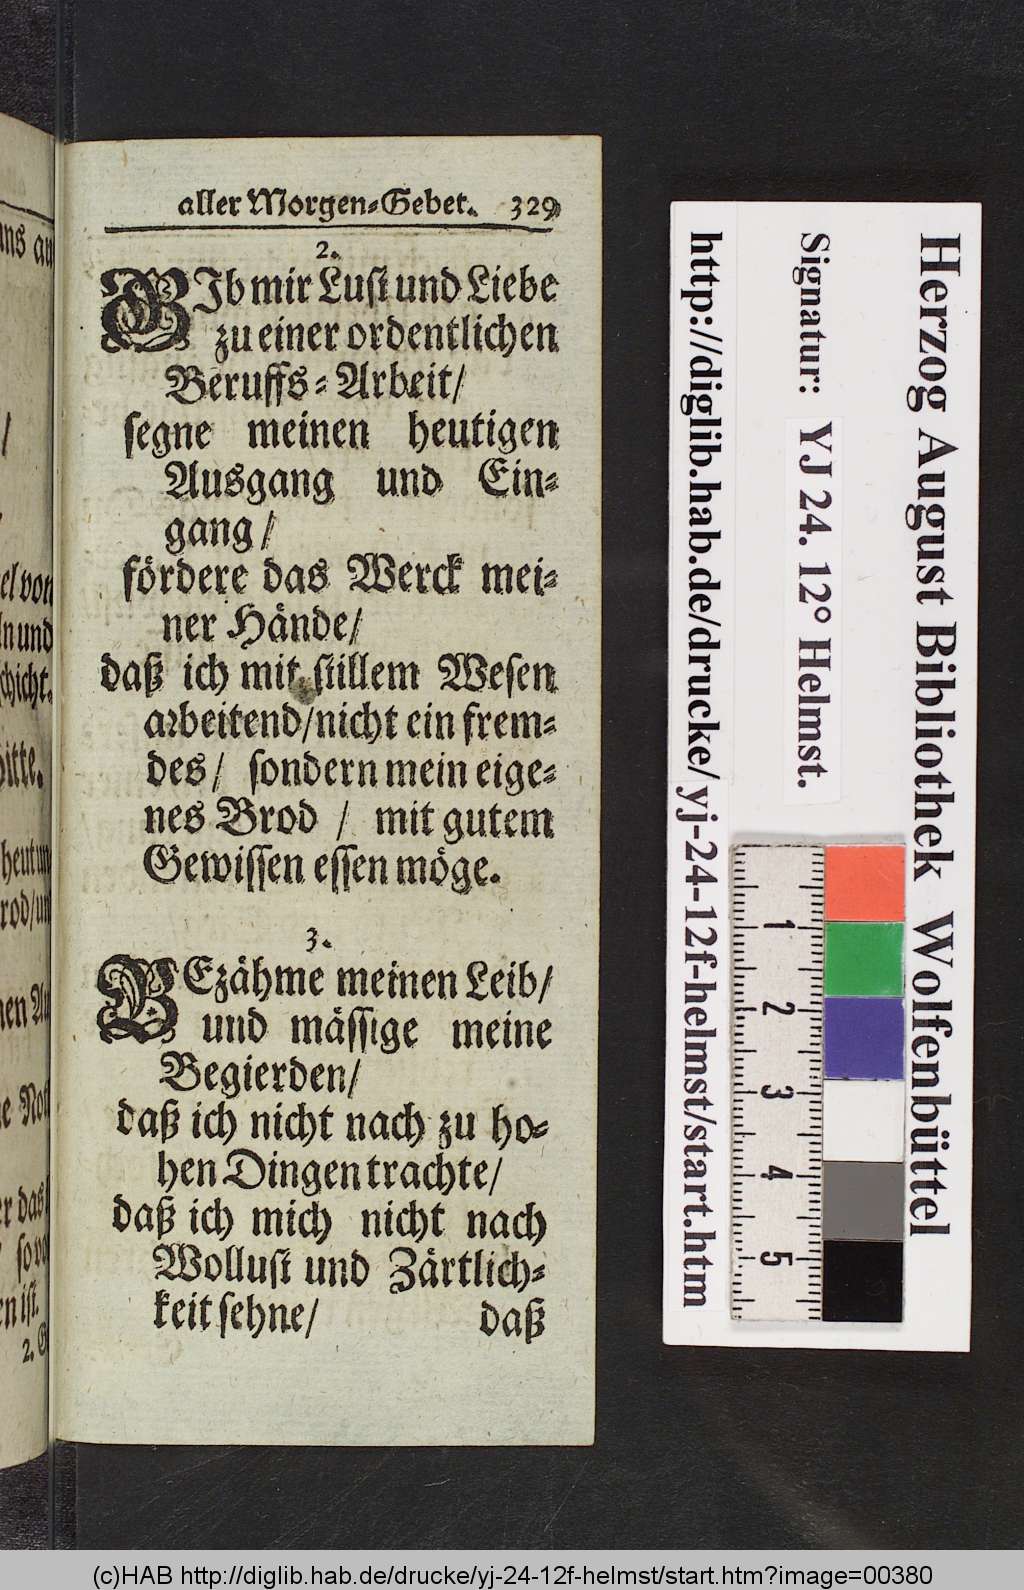 aller Morgen-Gebet. 329
2.
GIb mir Lust und Liebe
zu einer ordentlichen
Beruffs-Arbeit/
segne meinen heutigen
Ausgang und Ein-
gang/
fördere das Werck mei-
ner Hände/
daß ich mit stillem Wesen
arbeitend/nicht ein frem-
des/ sondern mein eige-
nes Brod / mit gutem
Gewissen essen möge.
3.
BEzähme meinen Leib/
und mässige meine
Begierden/
daß ich nicht nach zu ho-
hen Dingen trachte/
daß ich mich nicht nach
Wollust und Zärtlich-
keit sehne/ daß
von
und
heut
2.
Herzog August Bibliothek Wolfenbüttel
Signatur: YJ 24. 12° Helmst.
http://diglib.hab.de/drucke/yj-24-12f-helmst/start.htm
1
2
3
4
5
(c)HAB http://diglib.hab.de/drucke/yj-24-12f-helmst/start.htm?image=00380